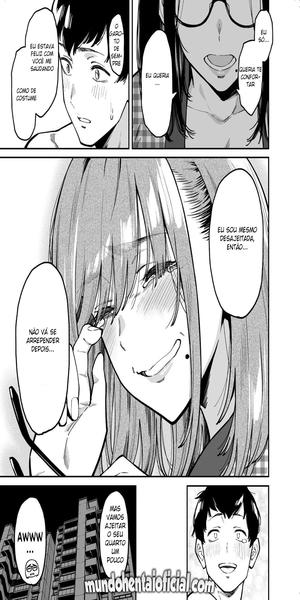 EU
SÓ...
QUERIA TE
CONFOR-
TAR
EU QUERIA
...
O
GAROTO
DE SEM-
PRE
EU ESTAVA
FELIZ COM
VOCÊ ME
SAUDANDO
COMO DE
COSTUME
EU SOU MESMO
DESAJEITADA,
ENTÃO...
NÃO VÁ SE
ARREPENDER
DEPOIS...
MAS
VAMOS
AJEITAR
O SEU
QUARTO
UM
POUCO
AWWW
...
mundohentaioficial.com